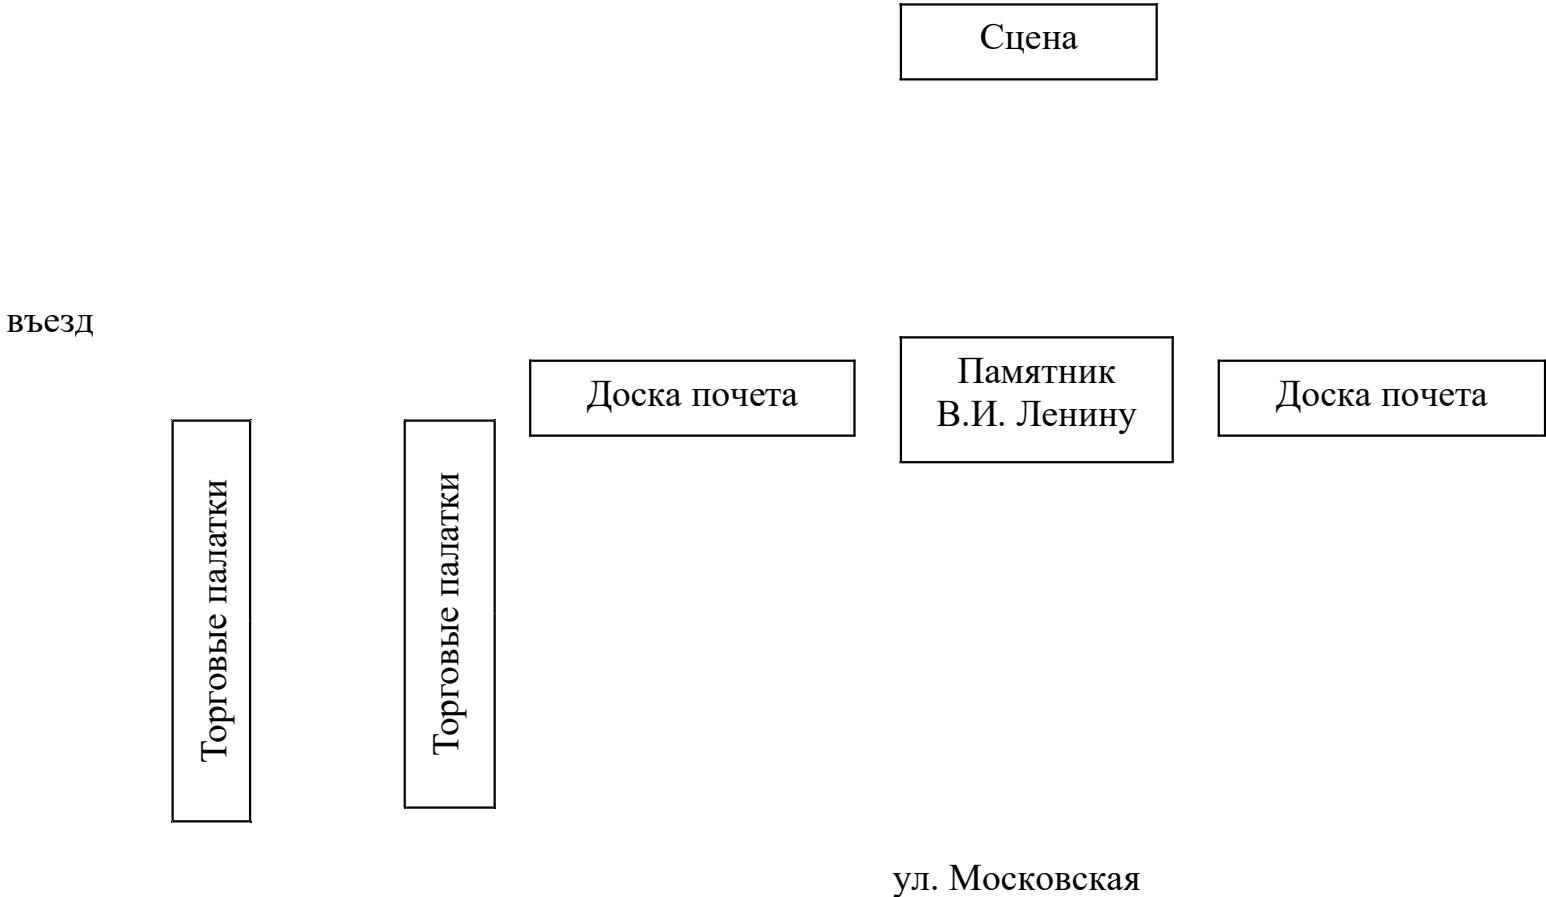 Сцена
въезд
Доска почета
Памятник
В.И. Ленину
Доска почета
Торговые палатки
Торговые палатки
ул. Московская